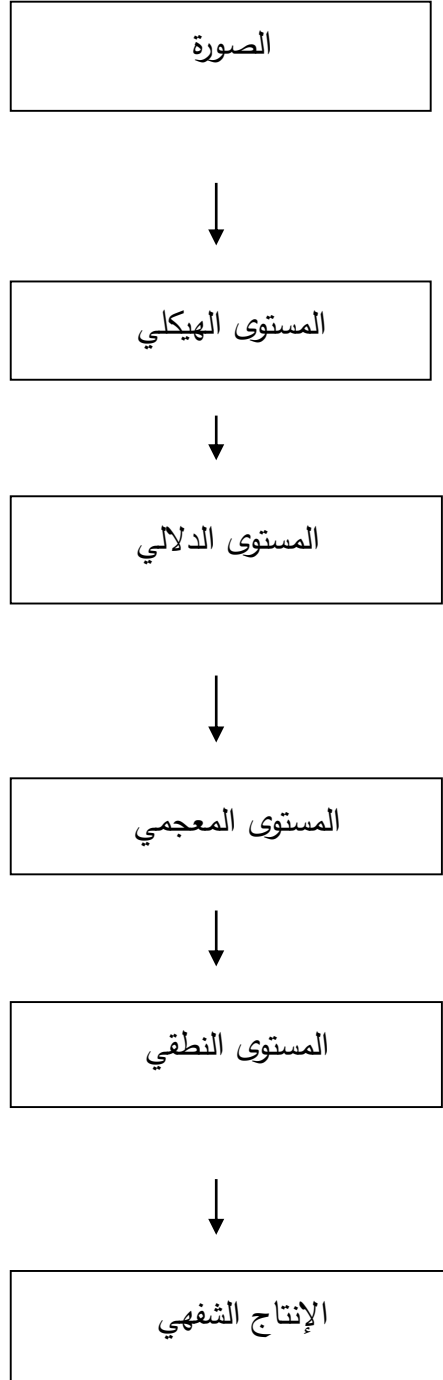 الصورة
المستوى الهيكلي
المستوى الدلالي
المستوى المعجمي
المستوى النطقي
الإنتاج الشفهي